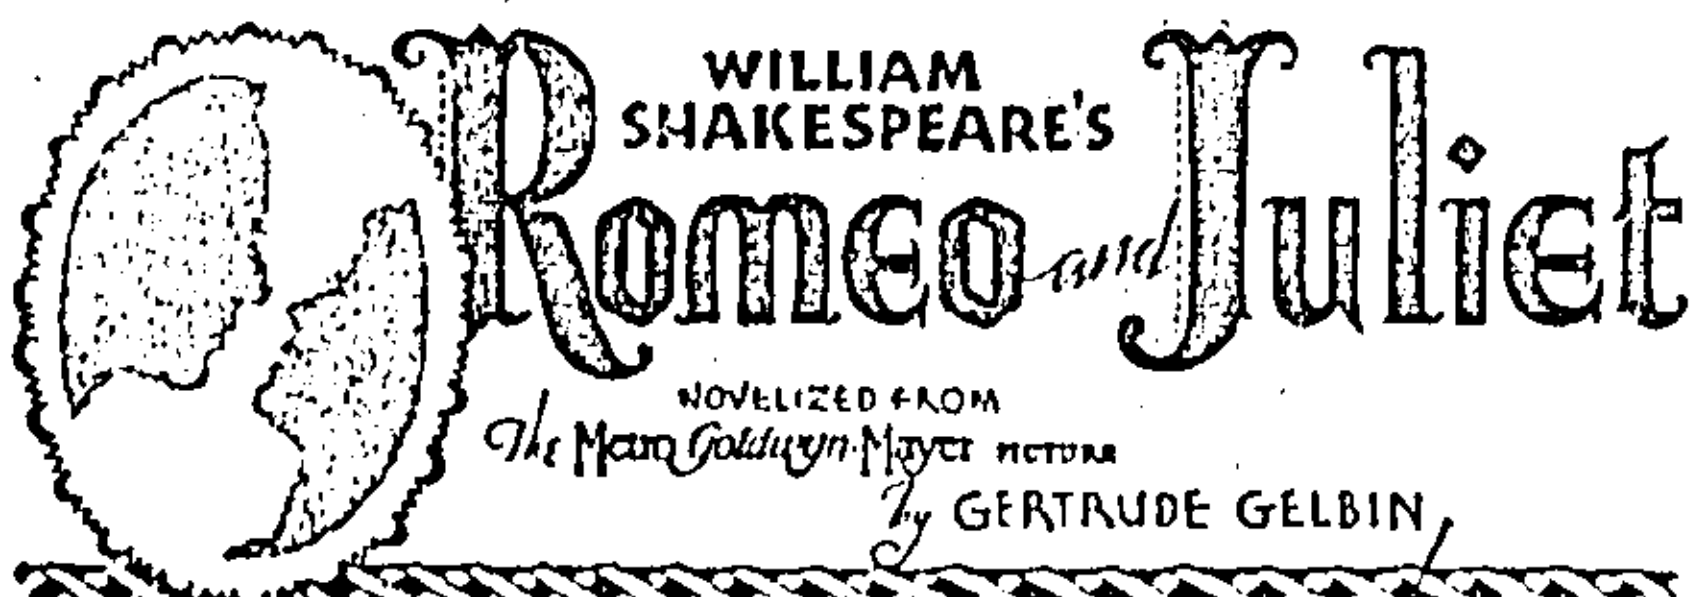 WILLIAM
SHAKESPEARE'S
Romeo and Juliet
NOVELIZED FROM
The Metro-Goldwyn-Mayer PICTURE
by GERTRUDE GELBIN